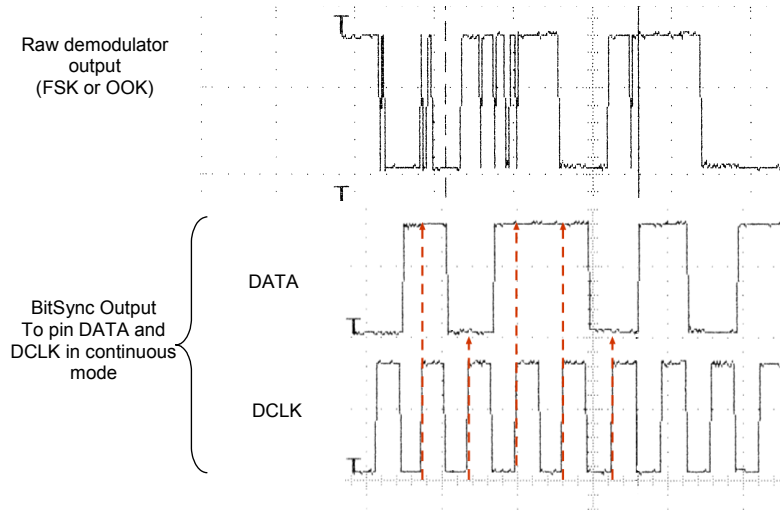 Raw demodulator
output
(FSK or OOK)
DATA
BitSync Output
To pin DATA and
DCLK in continuous
mode
DCLK